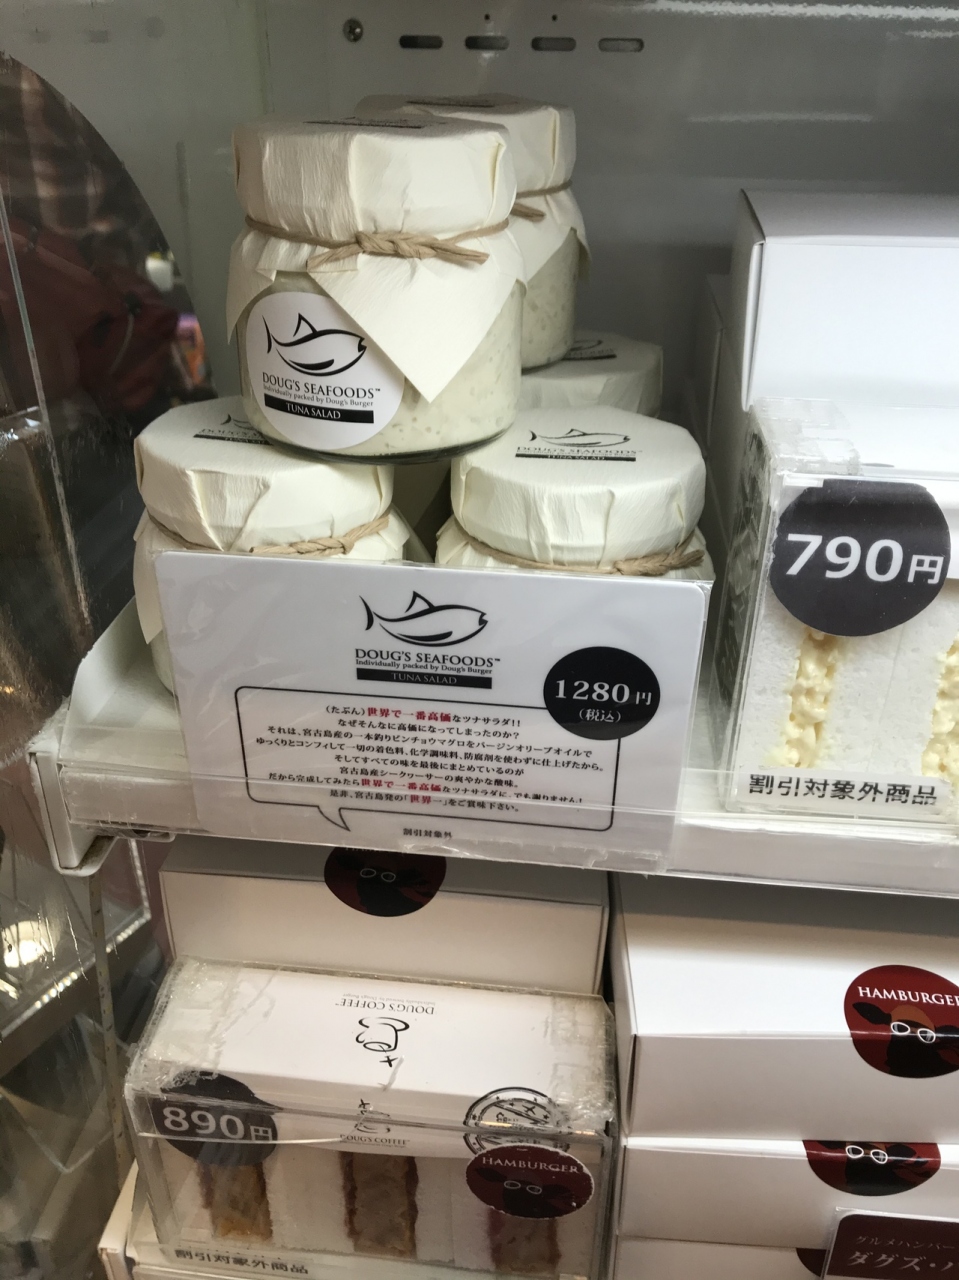 DOUG'S SEAFOODS™
Individually packed by Doug's Burger
TUNA SALAD
DOUG'S SEAFOODS™
TUNA SALAD
790円
割引対象外商品
DOUG'S SEAFOODS™
Individually packed by Doug's Burger
TUNA SALAD
1280円
(税込)
(たぶん)世界で一番高価なツナサラダ!!
なぜそんなに高価になってしまったのか?
それは、宮古島産の一本釣りビンチョウマグロをバージンオリーブオイルで
ゆっくりとコンフィして一切の着色料、化学調味料、防腐剤を使わずに仕上げたから。
そしてすべての味を最後にまとめているのが
宮古島産シークヮーサーの爽やかな酸味。
だから完成してみたら世界で一番高価なツナサラダに。でも謝りません!
是非、宮古島発の「世界一」をご賞味下さい。
割引対象外
DOUG'S COFFEE™
890円
DOUG'S COFFEE™
HAMBURGER
割引対象外商品
HAMBURGER
グルメハンバー
ダグズ・バ